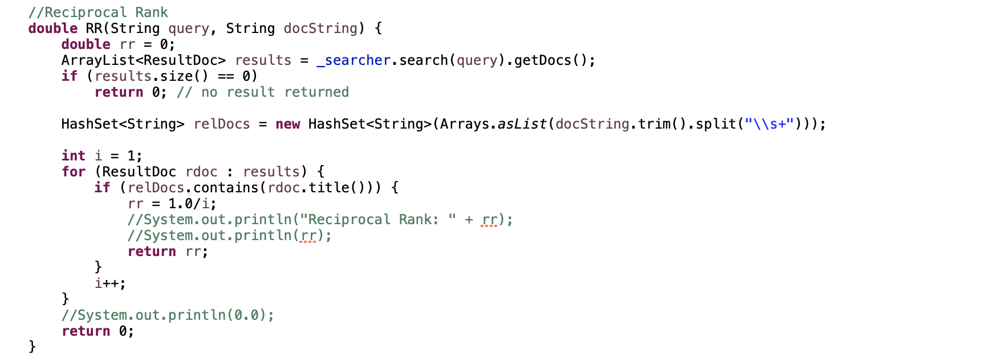 //Reciprocal Rank
double RR(String query, String docString) {
    double rr = 0;
    ArrayList<ResultDoc> results = _searcher.search(query).getDocs();
    if (results.size() == 0)
        return 0; // no result returned

    HashSet<String> relDocs = new HashSet<String>(Arrays.asList(docString.trim().split("\\s+")));

    int i = 1;
    for (ResultDoc rdoc : results) {
        if (relDocs.contains(rdoc.title())) {
            rr = 1.0/i;
            //System.out.println("Reciprocal Rank: " + rr);
            //System.out.println(rr);
            return rr;
        }
        i++;
    }
    //System.out.println(0.0);
    return 0;
}